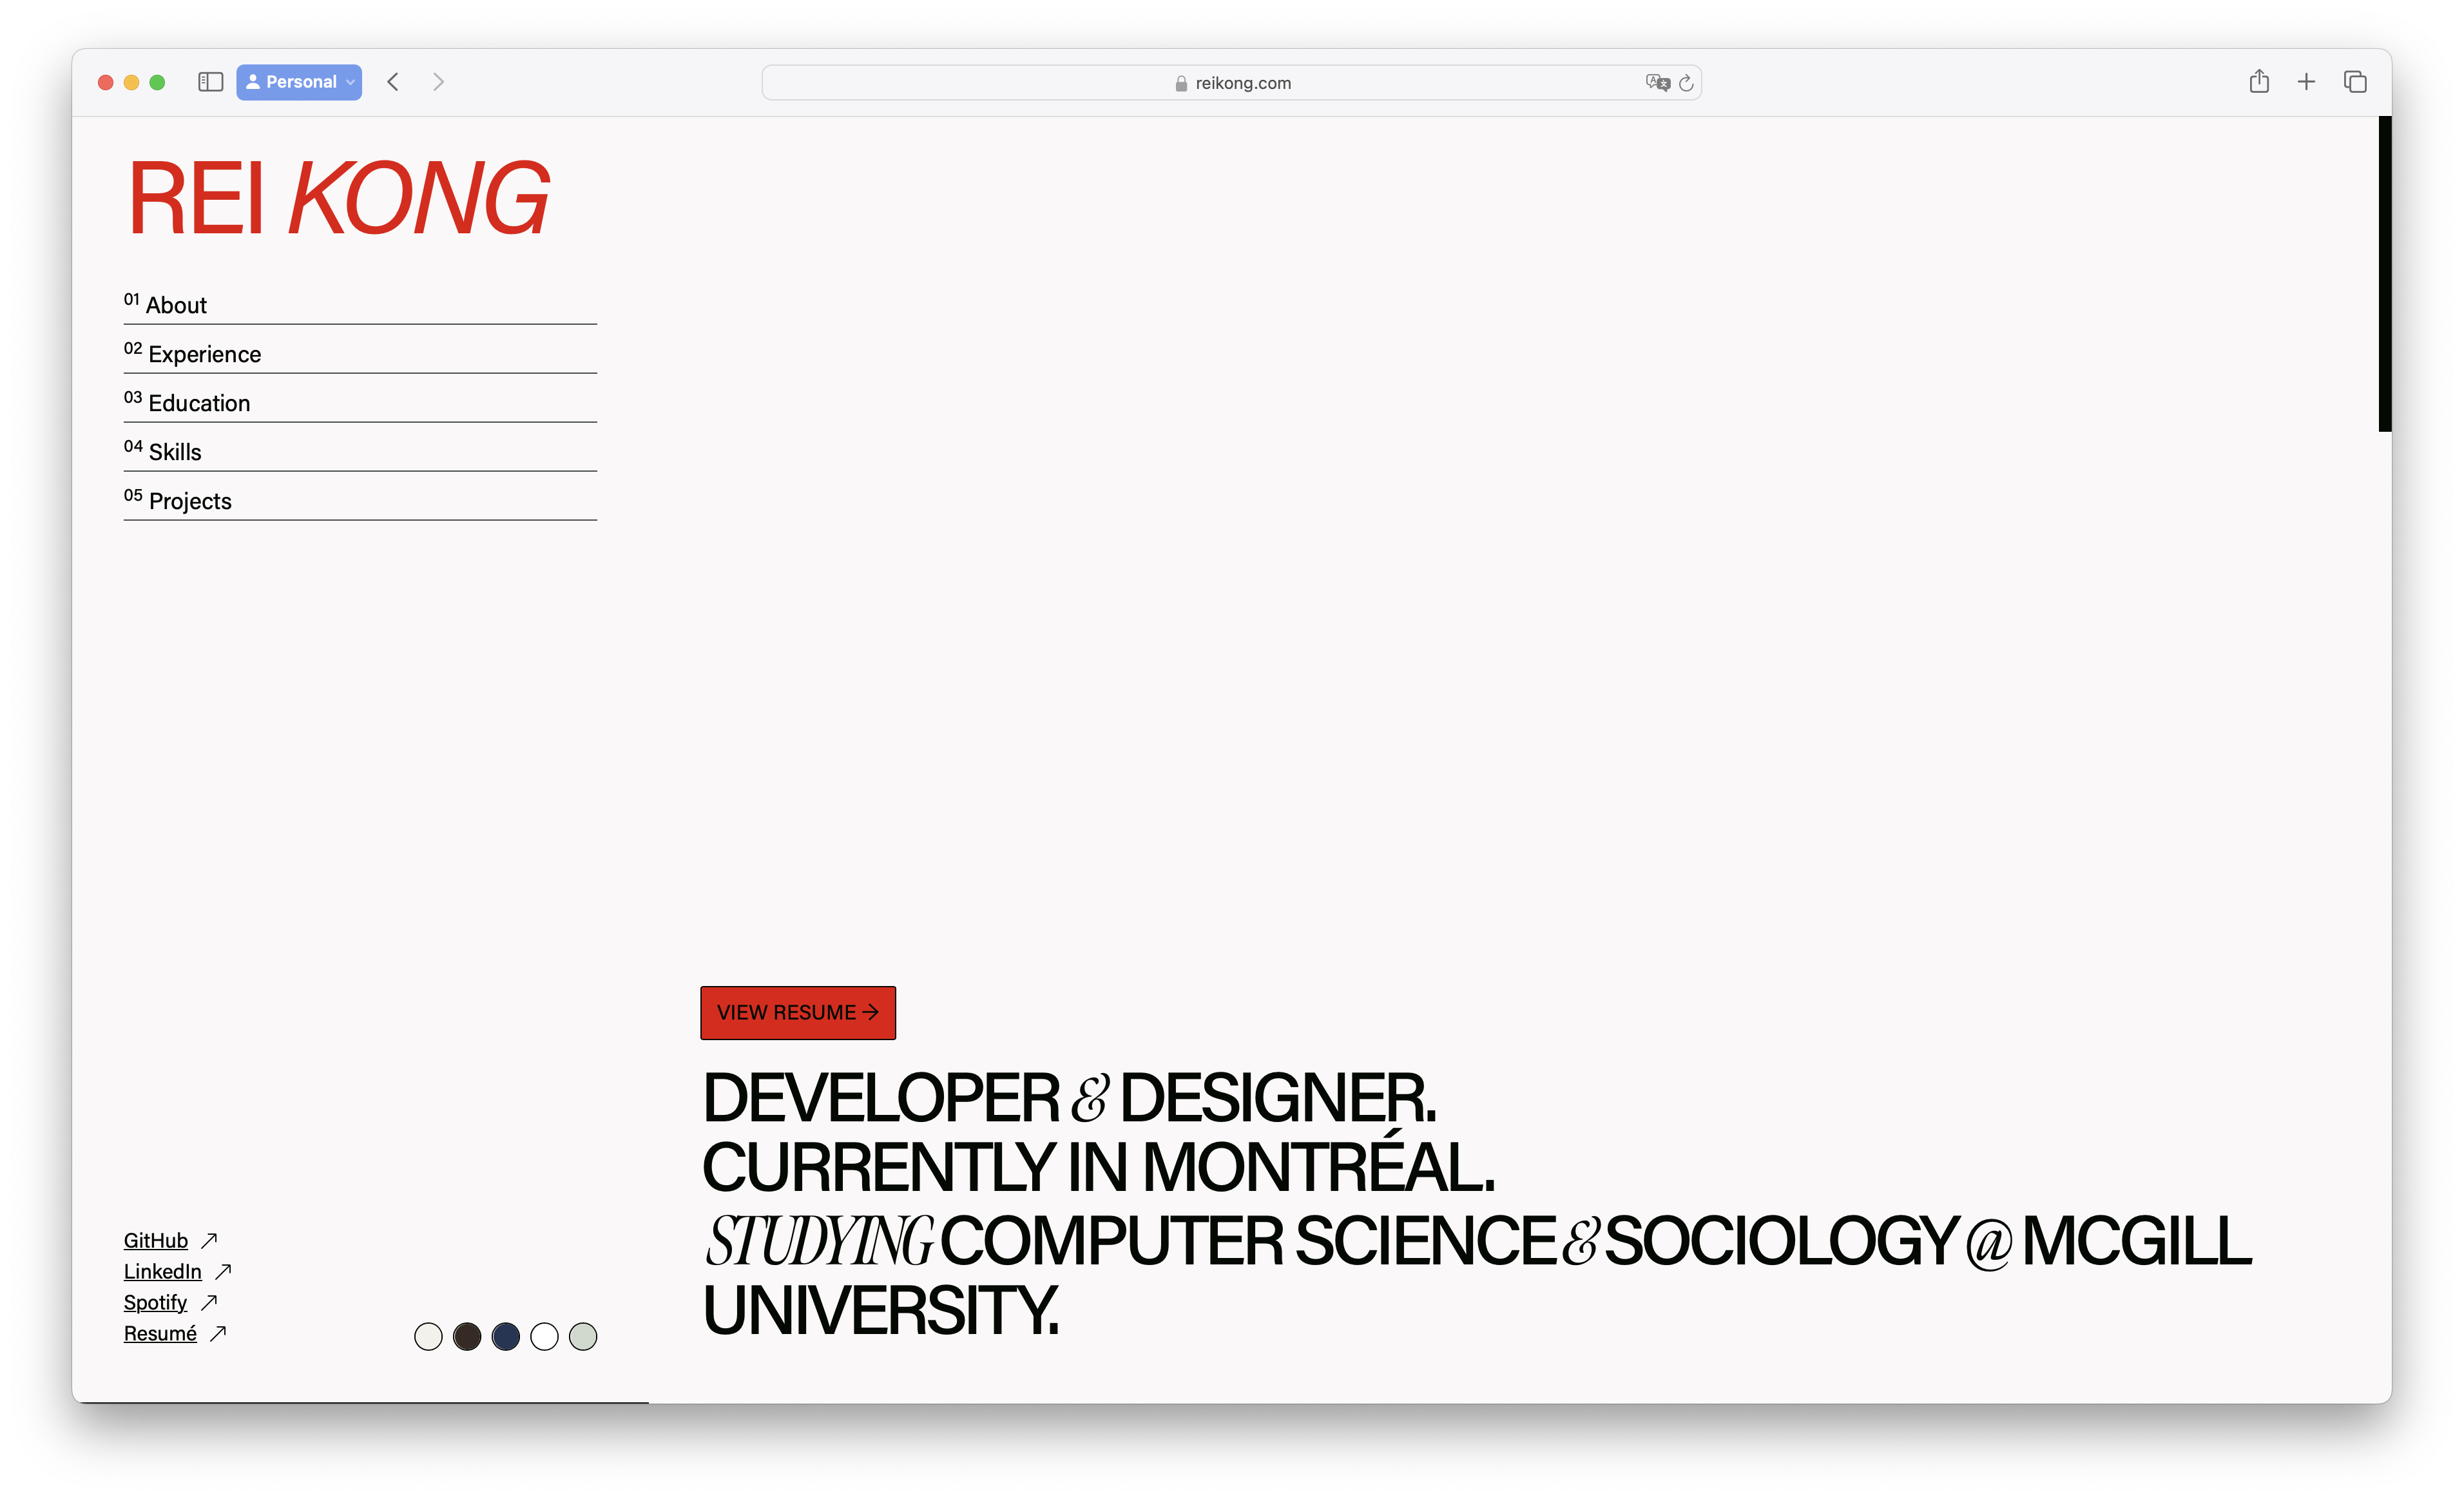 Personal
reikong.com
REI KONG
01 About
02 Experience
03 Education
04 Skills
05 Projects
GitHub ↗
LinkedIn ↗
Spotify ↗
Resumé ↗
VIEW RESUME →
DEVELOPER & DESIGNER.
CURRENTLY IN MONTRÉAL.
STUDYING COMPUTER SCIENCE & SOCIOLOGY @ MCGILL
UNIVERSITY.